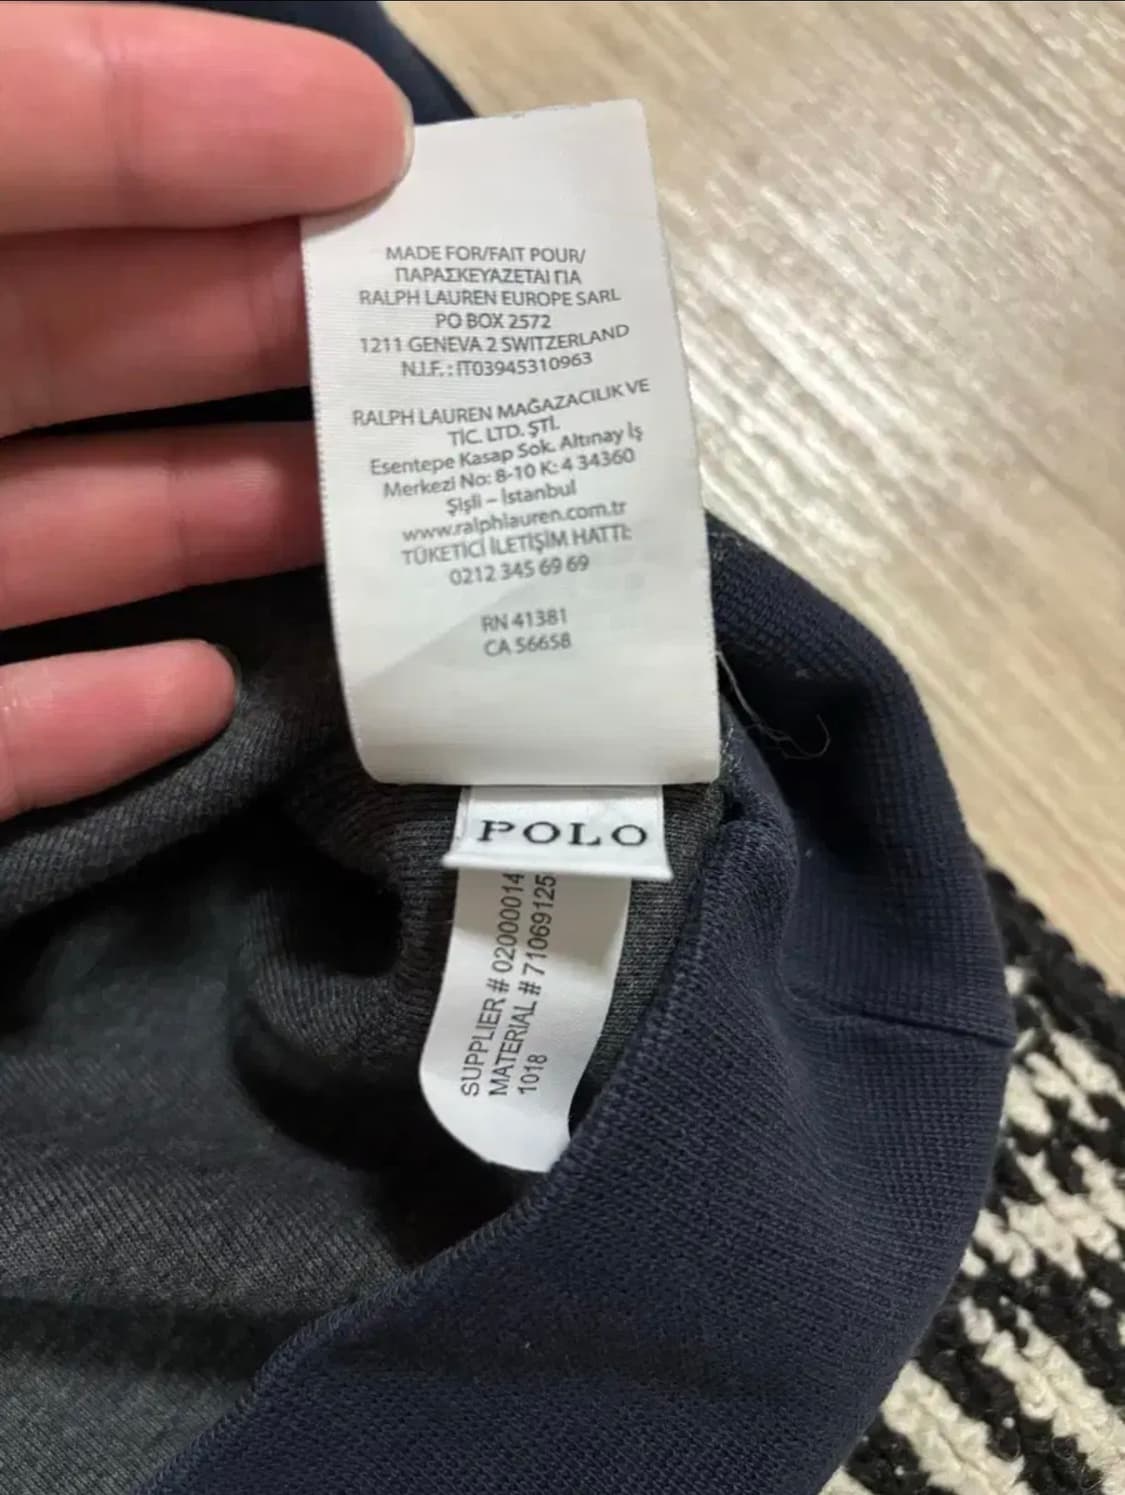 MADE FOR/FAIT POUR/
ΠΑΡΑΣΚΕΥΑΖΕΤΑΙ ΓΙΑ
RALPH LAUREN EUROPE SARL
PO BOX 2572
1211 GENEVA 2 SWITZERLAND
N.I.F. : IT03945310963
RALPH LAUREN MAĞAZACILIK VE
TİC. LTD. ŞTİ.
Esentepe Kasap Sok. Altınay İş
Merkezi No: 8-10 K: 4 34360
Şişli – İstanbul
www.ralphlauren.com.tr
TÜKETİCİ İLETİŞİM HATTI:
0212 345 69 69
RN 41381
CA 56658
POLO
SUPPLIER # 02000014
MATERIAL # 71069125
1018